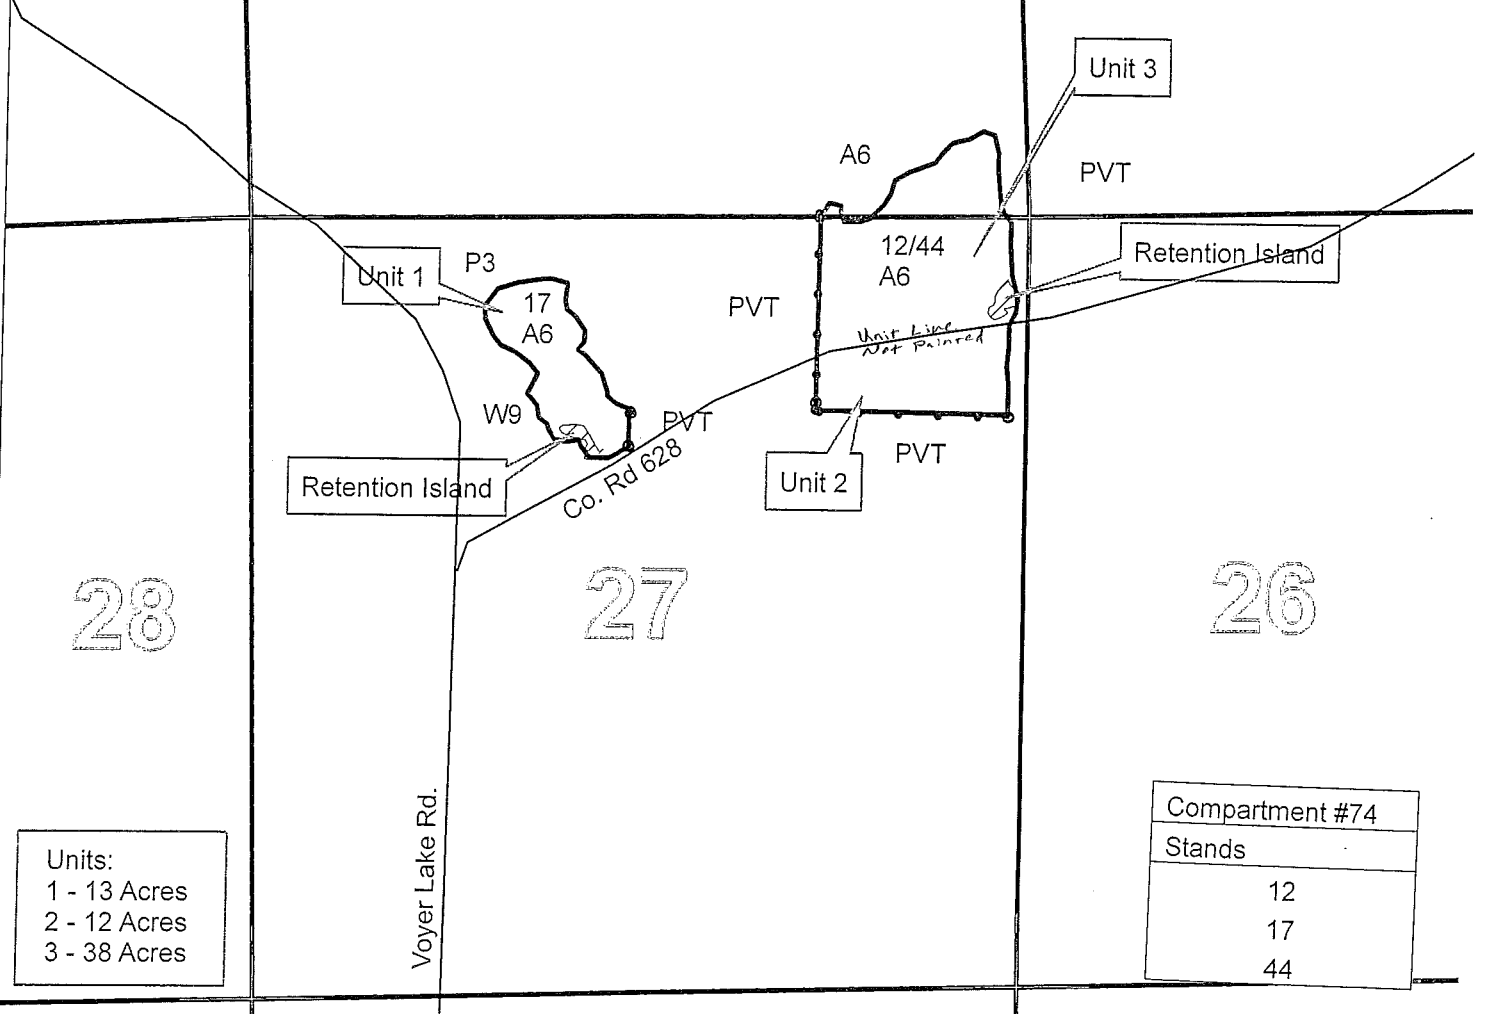 Unit 3
A6
PVT
12/44
A6
Retention Island
P3
Unit 1
17
A6
PVT
Unit Line
Not Painted
W9
PVT
PVT
Retention Island
Co. Rd 628
Unit 2
28
27
26
Voyer Lake Rd.
Units:
1 - 13 Acres
2 - 12 Acres
3 - 38 Acres
Compartment #74
Stands
12
17
44